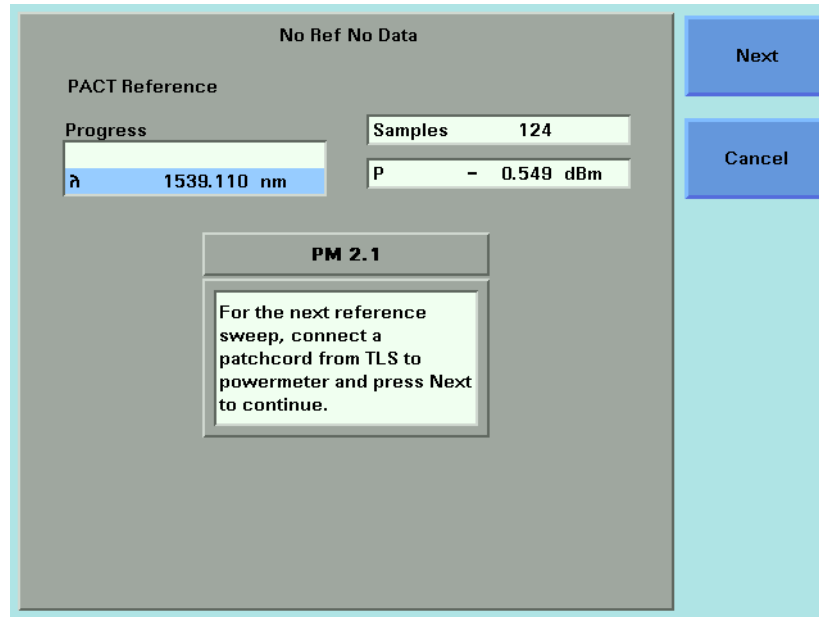 No Ref No Data
Next
PACT Reference
Progress
Samples 124
λ 1539.110 nm
P - 0.549 dBm
Cancel
PM 2.1
For the next reference
sweep, connect a
patchcord from TLS to
powermeter and press Next
to continue.